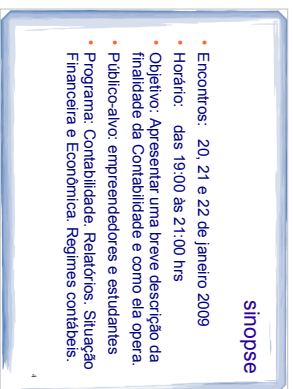 sinopse
• Encontros: 20, 21 e 22 de janeiro 2009
• Horário: das 19:00 às 21:00 hrs
• Objetivo: Apresentar uma breve descrição da
finalidade da Contabilidade e como ela opera.
• Público-alvo: empreendedores e estudantes
• Programa: Contabilidade. Relatórios. Situação
Financeira e Econômica. Regimes contábeis.
4